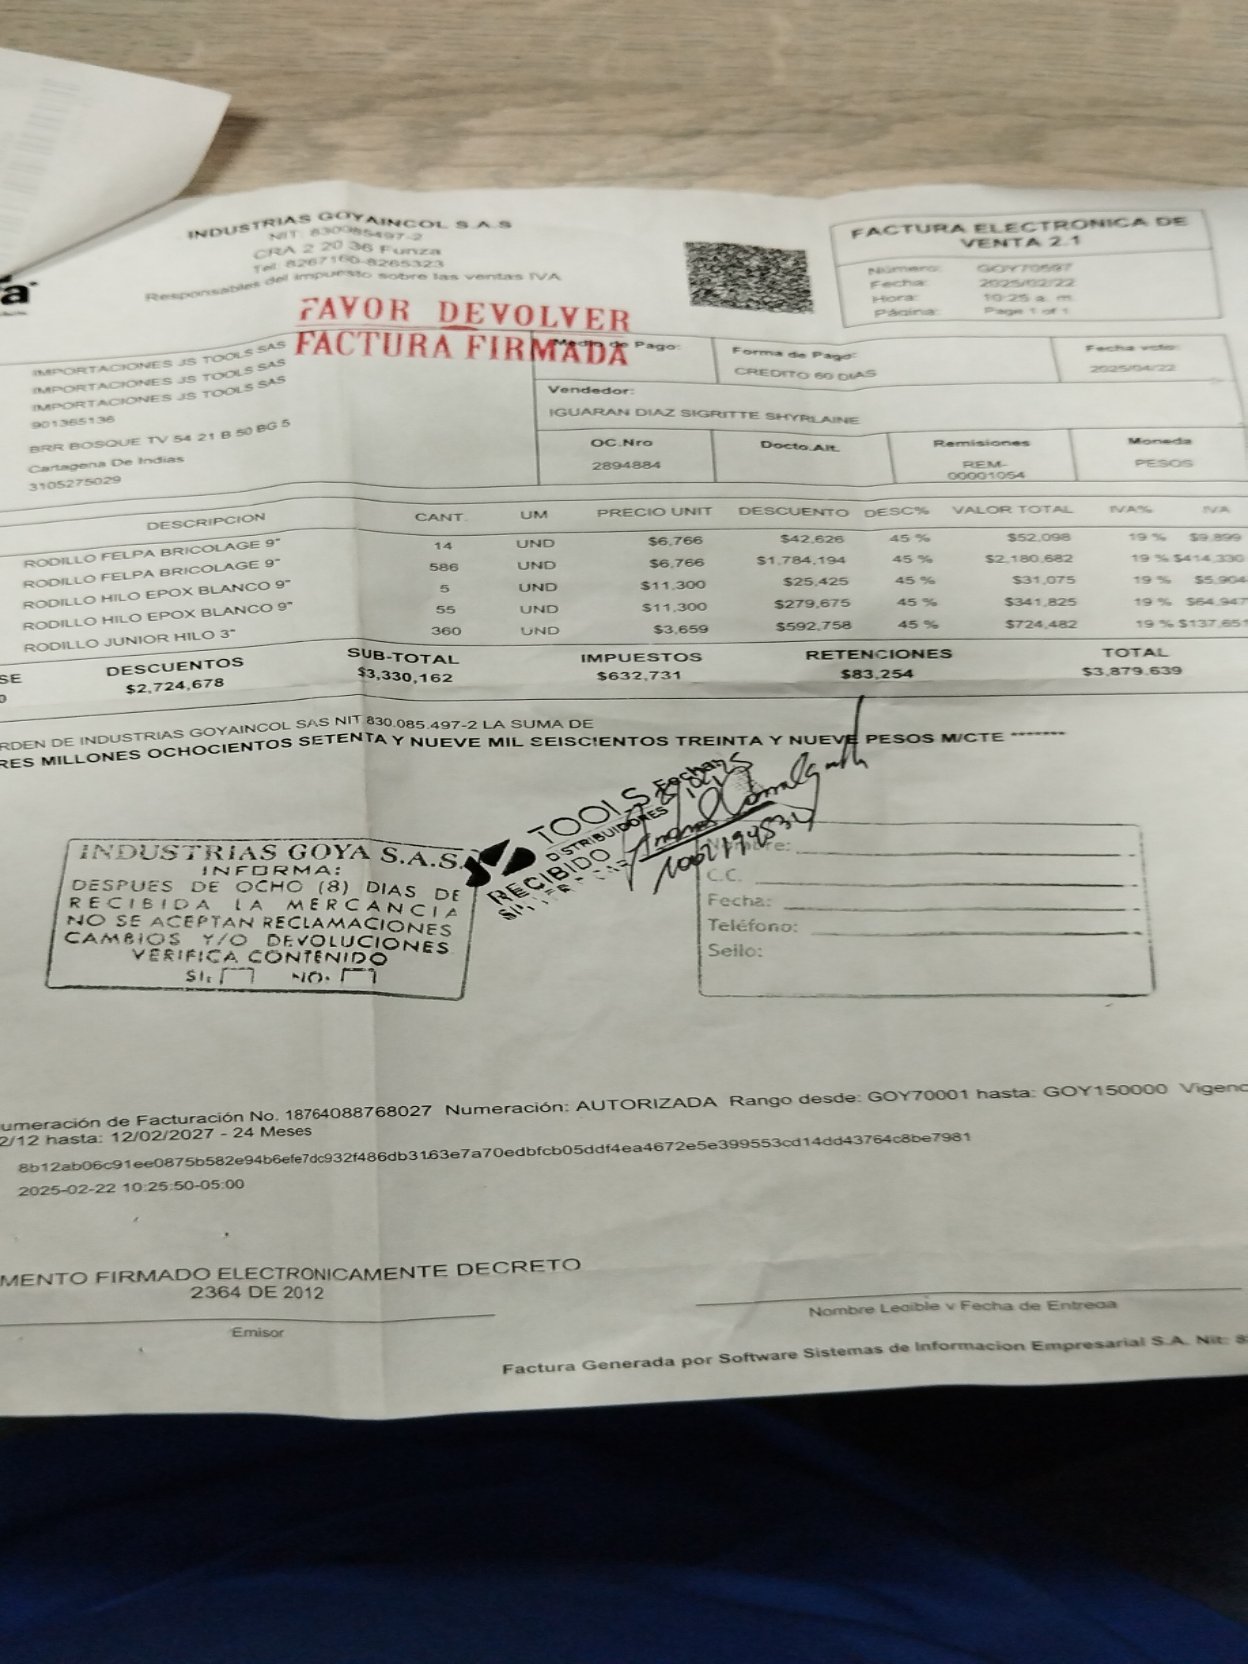 a
INDUSTRIAS GOYAINCOL S.A.S
NIT: 830085497-2
CRA 2 20 36 Funza
Tel: 8267160-8265323
Responsables del impuesto sobre las ventas IVA
FACTURA ELECTRONICA DE
VENTA 2.1
Número: GOY70597
Fecha: 2025/02/22
Hora: 10:25 a. m.
Página: Page 1 of 1
FAVOR DEVOLVER
FACTURA FIRMADA
IMPORTACIONES JS TOOLS SAS
IMPORTACIONES JS TOOLS SAS
IMPORTACIONES JS TOOLS SAS
901365136
BRR BOSQUE TV 54 21 B 50 BG 5
Cartagena De Indias
3105275029
Medio de Pago:
Forma de Pago:
CREDITO 60 DIAS
Fecha vcto:
2025/04/22
Vendedor:
IGUARAN DIAZ SIGRITTE SHYRLAINE
OC.Nro Docto.Alt. Remisiones Moneda
2894884 REM-00001054 PESOS
DESCRIPCION CANT. UM PRECIO UNIT DESCUENTO DESC% VALOR TOTAL IVA% IVA
RODILLO FELPA BRICOLAGE 9" 14 UND $6,766 $42,626 45 % $52,098 19 % $9,899
RODILLO FELPA BRICOLAGE 9" 586 UND $6,766 $1,784,194 45 % $2,180,682 19 % $414,330
RODILLO HILO EPOX BLANCO 9" 5 UND $11,300 $25,425 45 % $31,075 19 % $5,904
RODILLO HILO EPOX BLANCO 9" 55 UND $11,300 $279,675 45 % $341,825 19 % $64,947
RODILLO JUNIOR HILO 3" 360 UND $3,659 $592,758 45 % $724,482 19 % $137,651
SE DESCUENTOS SUB-TOTAL IMPUESTOS RETENCIONES TOTAL
0 $2,724,678 $3,330,162 $632,731 $83,254 $3,879,639
RDEN DE INDUSTRIAS GOYAINCOL SAS NIT 830.085.497-2 LA SUMA DE
RES MILLONES OCHOCIENTOS SETENTA Y NUEVE MIL SEISCIENTOS TREINTA Y NUEVE PESOS M/CTE *******
TOOLS
DISTRIBUIDORES
RECIBIDO
Fecha:
INDUSTRIAS GOYA S.A.S.
INFORMA:
DESPUES DE OCHO (8) DIAS DE
RECIBIDA LA MERCANCIA
NO SE ACEPTAN RECLAMACIONES
CAMBIOS Y/O DEVOLUCIONES
VERIFICA CONTENIDO
SI: NO:
Nombre:
C.C.
Fecha:
Teléfono:
Sello:
umeración de Facturación No. 18764088768027 Numeración: AUTORIZADA Rango desde: GOY70001 hasta: GOY150000 Vigenc
2/12 hasta: 12/02/2027 - 24 Meses
8b12ab06c91ee0875b582e94b6efe7dc932f486db3163e7a70edbfcb05ddf4ea4672e5e399553cd14dd43764c8be7981
2025-02-22 10:25:50-05:00
MENTO FIRMADO ELECTRONICAMENTE DECRETO
2364 DE 2012
Emisor
Nombre Legible y Fecha de Entrega
Factura Generada por Software Sistemas de Informacion Empresarial S.A. Nit: 8